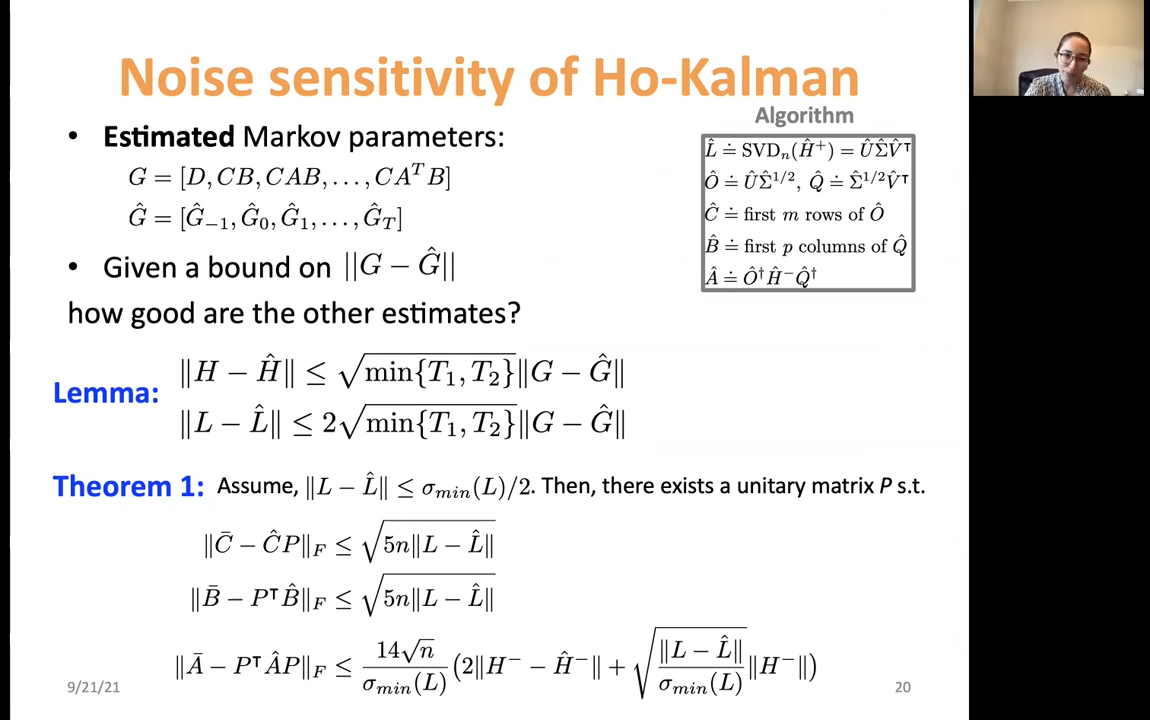 Noise sensitivity of Ho-Kalman
Algorithm
• Estimated Markov parameters:
G = [D, CB, CAB, . . . , CA^T B]
Ĝ = [Ĝ₋₁, Ĝ₀, Ĝ₁, . . . , Ĝ_T]
• Given a bound on ||G − Ĝ||
how good are the other estimates?
L̂ ≐ SVD_n(Ĥ⁺) = ÛΣ̂V̂ᵀ
Ô ≐ ÛΣ̂^{1/2}, Q̂ ≐ Σ̂^{1/2}V̂ᵀ
Ĉ ≐ first m rows of Ô
B̂ ≐ first p columns of Q̂
Â ≐ Ô†Ĥ⁻Q̂†
Lemma:
‖H − Ĥ‖ ≤ √min{T₁, T₂}‖G − Ĝ‖
‖L − L̂‖ ≤ 2√min{T₁, T₂}‖G − Ĝ‖
Theorem 1: Assume, ‖L − L̂‖ ≤ σ_min(L)/2. Then, there exists a unitary matrix P s.t.
‖C̄ − ĈP‖_F ≤ √(5n‖L − L̂‖)
‖B̄ − PᵀB̂‖_F ≤ √(5n‖L − L̂‖)
‖Ā − PᵀÂP‖_F ≤ 14√n / σ_min(L) (2‖H⁻ − Ĥ⁻‖ + √(‖L − L̂‖ / σ_min(L)) ‖H⁻‖)
9/21/21
20